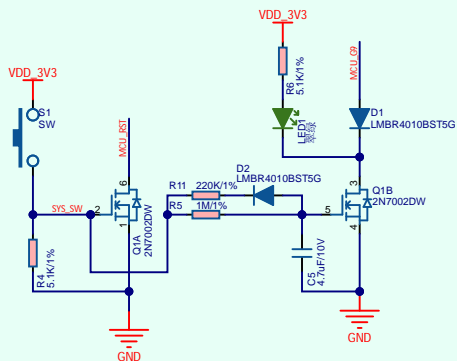 VDD_3V3
VDD_3V3
S1
SW
MCU_RST
R6
5.1K/1%
MCU_G9
LED1
翠绿
D1
LMBR4010BST5G
D2
LMBR4010BST5G
SYS_SW
2
6
1
Q1A
2N7002DW
R11
220K/1%
R5
1M/1%
5
3
4
Q1B
2N7002DW
R4
5.1K/1%
C5
4.7uF/10V
GND
GND